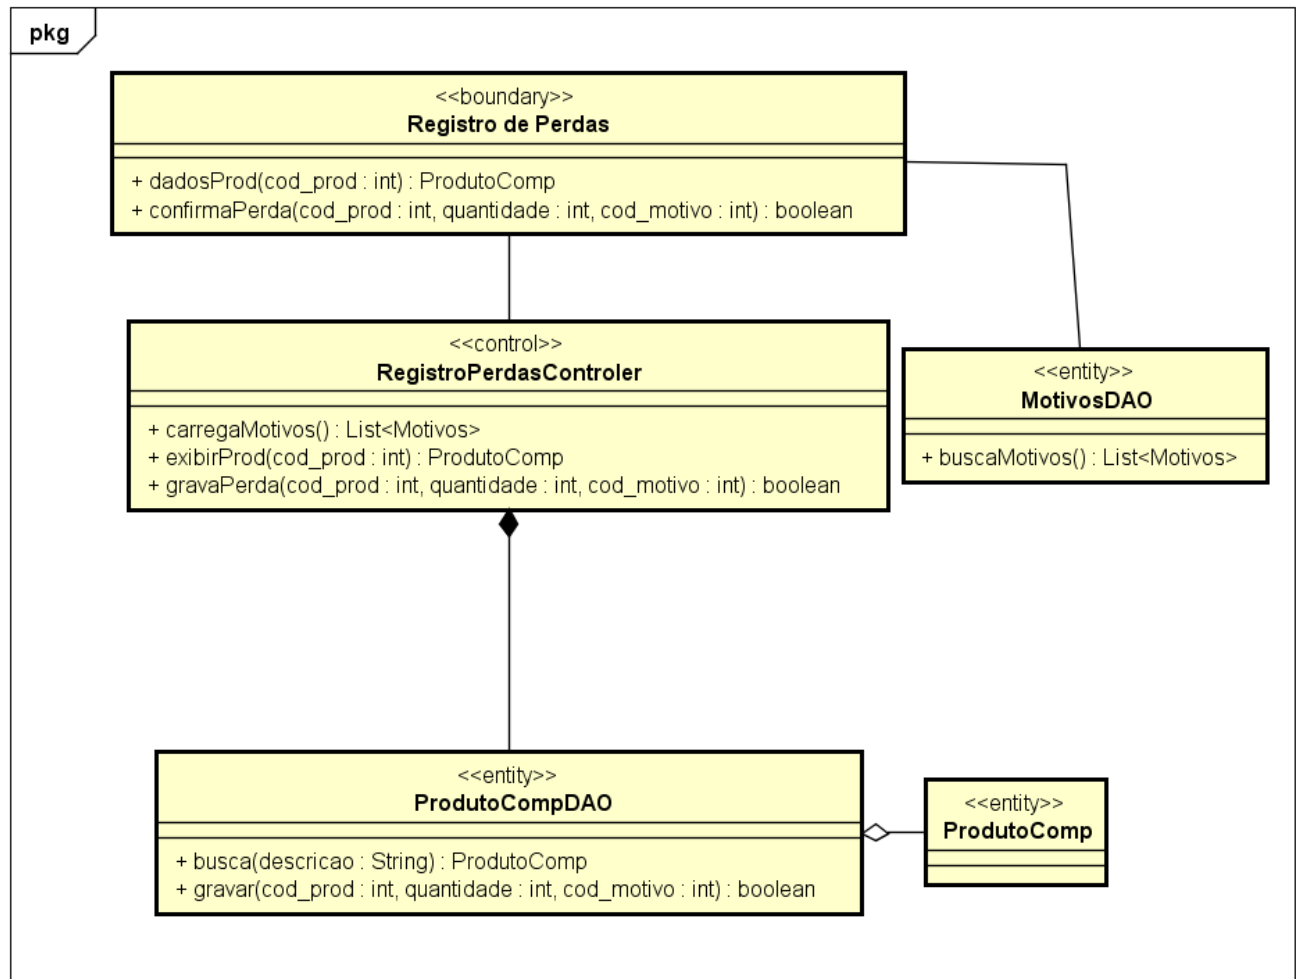 pkg
<<boundary>>
Registro de Perdas
+ dadosProd(cod_prod : int) : ProdutoComp
+ confirmaPerda(cod_prod : int, quantidade : int, cod_motivo : int) : boolean
<<control>>
RegistroPerdasControler
+ carregaMotivos() : List<Motivos>
+ exibirProd(cod_prod : int) : ProdutoComp
+ gravaPerda(cod_prod : int, quantidade : int, cod_motivo : int) : boolean
<<entity>>
MotivosDAO
+ buscaMotivos() : List<Motivos>
<<entity>>
ProdutoCompDAO
+ busca(descricao : String) : ProdutoComp
+ gravar(cod_prod : int, quantidade : int, cod_motivo : int) : boolean
<<entity>>
ProdutoComp